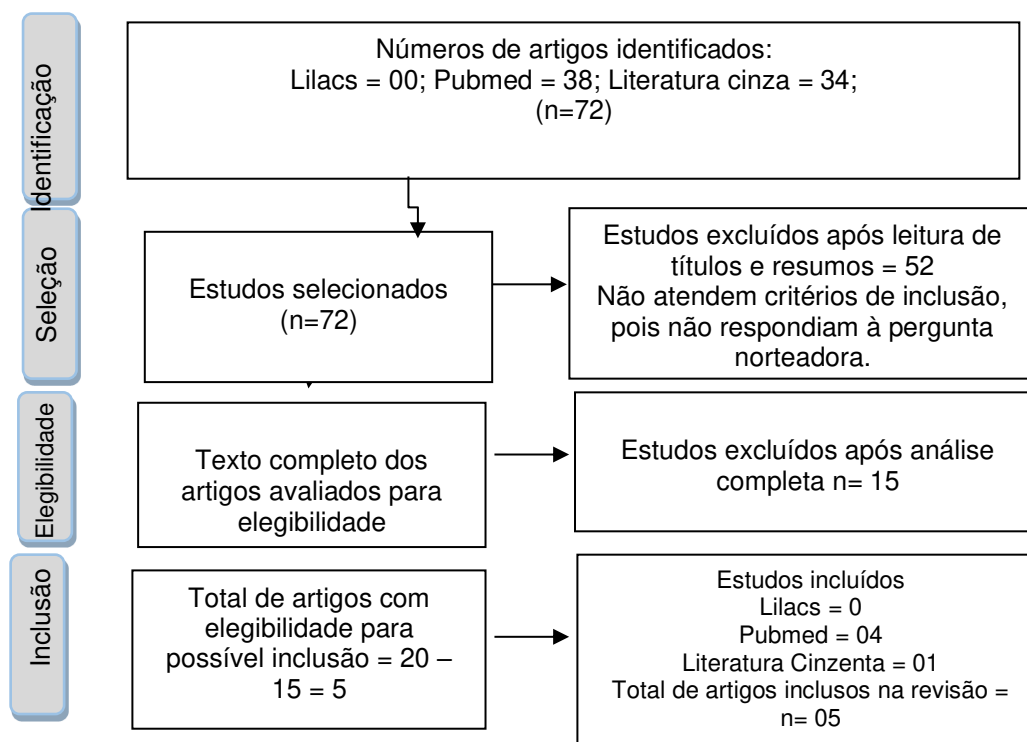 Identificação
Números de artigos identificados:
Lilacs = 00; Pubmed = 38; Literatura cinza = 34;
(n=72)
Seleção
Estudos selecionados
(n=72)
Estudos excluídos após leitura de
títulos e resumos = 52
Não atendem critérios de inclusão,
pois não respondiam à pergunta
norteadora.
Elegibilidade
Texto completo dos
artigos avaliados para
elegibilidade
Estudos excluídos após análise
completa n= 15
Inclusão
Total de artigos com
elegibilidade para
possível inclusão = 20 –
15 = 5
Estudos incluídos
Lilacs = 0
Pubmed = 04
Literatura Cinzenta = 01
Total de artigos inclusos na revisão =
n= 05